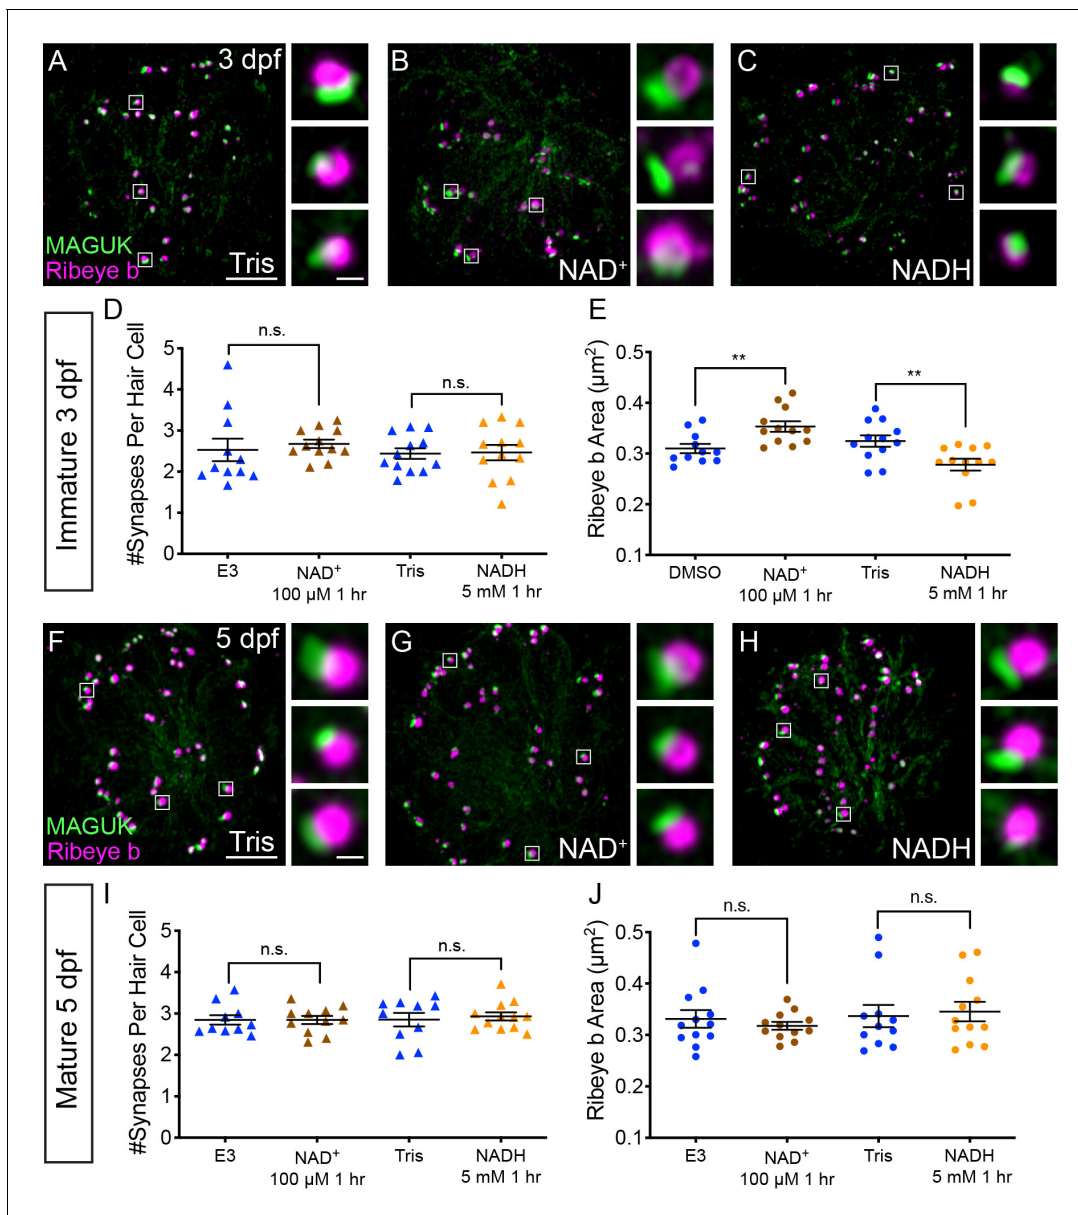 A 3 dpf
MAGUK
Ribeye b
Tris
B
NAD⁺
C
NADH
Immature 3 dpf
D
#Synapses Per Hair Cell
5
4
3
2
1
0
n.s.
n.s.
E3
NAD⁺
100 µM 1 hr
Tris
NADH
5 mM 1 hr
E
Ribeye b Area (µm²)
0.5
0.4
0.3
0.2
0.1
**
**
DMSO
NAD⁺
100 µM 1 hr
Tris
NADH
5 mM 1 hr
F 5 dpf
MAGUK
Ribeye b
Tris
G
NAD⁺
H
NADH
Mature 5 dpf
I
#Synapses Per Hair Cell
5
4
3
2
1
0
n.s.
n.s.
E3
NAD⁺
100 µM 1 hr
Tris
NADH
5 mM 1 hr
J
Ribeye b Area (µm²)
0.5
0.4
0.3
0.2
0.1
n.s.
n.s.
E3
NAD⁺
100 µM 1 hr
Tris
NADH
5 mM 1 hr